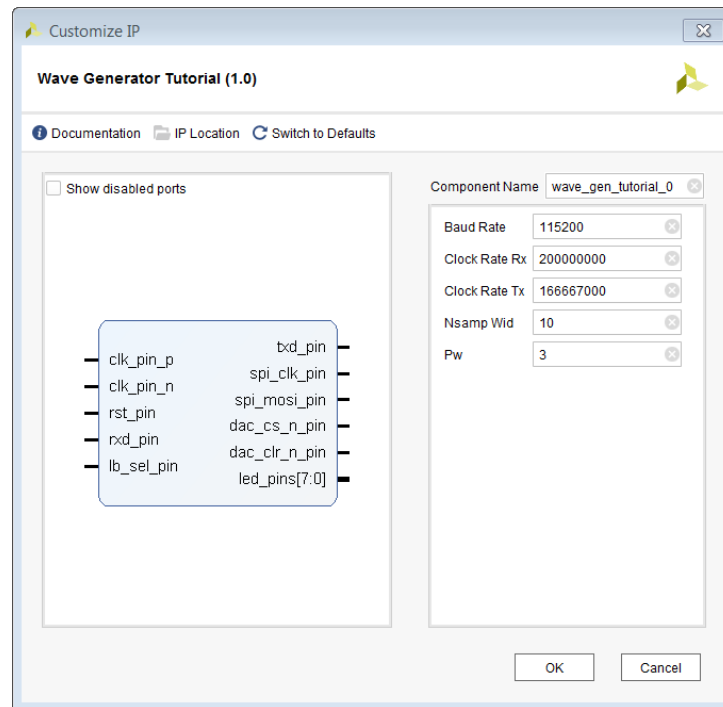 Customize IP
Wave Generator Tutorial (1.0)
Documentation IP Location Switch to Defaults
Show disabled ports
clk_pin_p
clk_pin_n
rst_pin
rxd_pin
lb_sel_pin
txd_pin
spi_clk_pin
spi_mosi_pin
dac_cs_n_pin
dac_clr_n_pin
led_pins[7:0]
Component Name wave_gen_tutorial_0
Baud Rate 115200
Clock Rate Rx 200000000
Clock Rate Tx 166667000
Nsamp Wid 10
Pw 3
OK Cancel